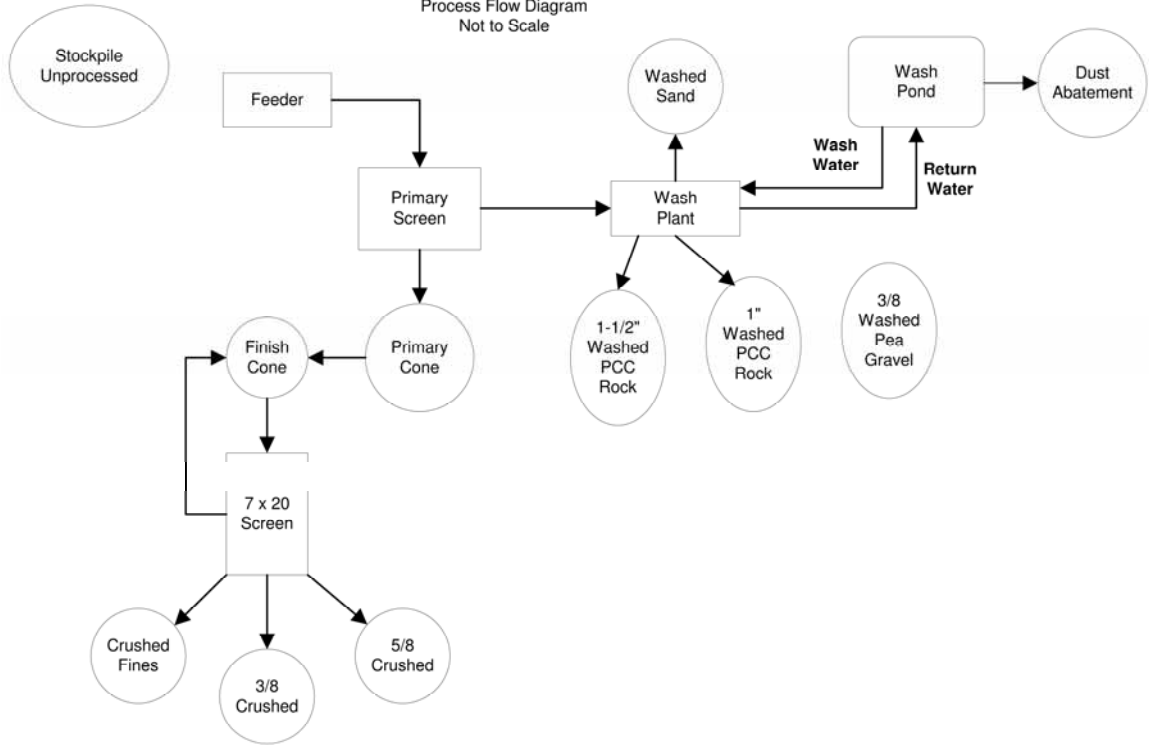 Process Flow Diagram
Not to Scale
Stockpile
Unprocessed
Feeder
Washed
Sand
Wash
Pond
Dust
Abatement
Wash
Water
Return
Water
Primary
Screen
Wash
Plant
1-1/2"
Washed
PCC
Rock
1"
Washed
PCC
Rock
3/8
Washed
Pea
Gravel
Finish
Cone
Primary
Cone
7 x 20
Screen
Crushed
Fines
3/8
Crushed
5/8
Crushed